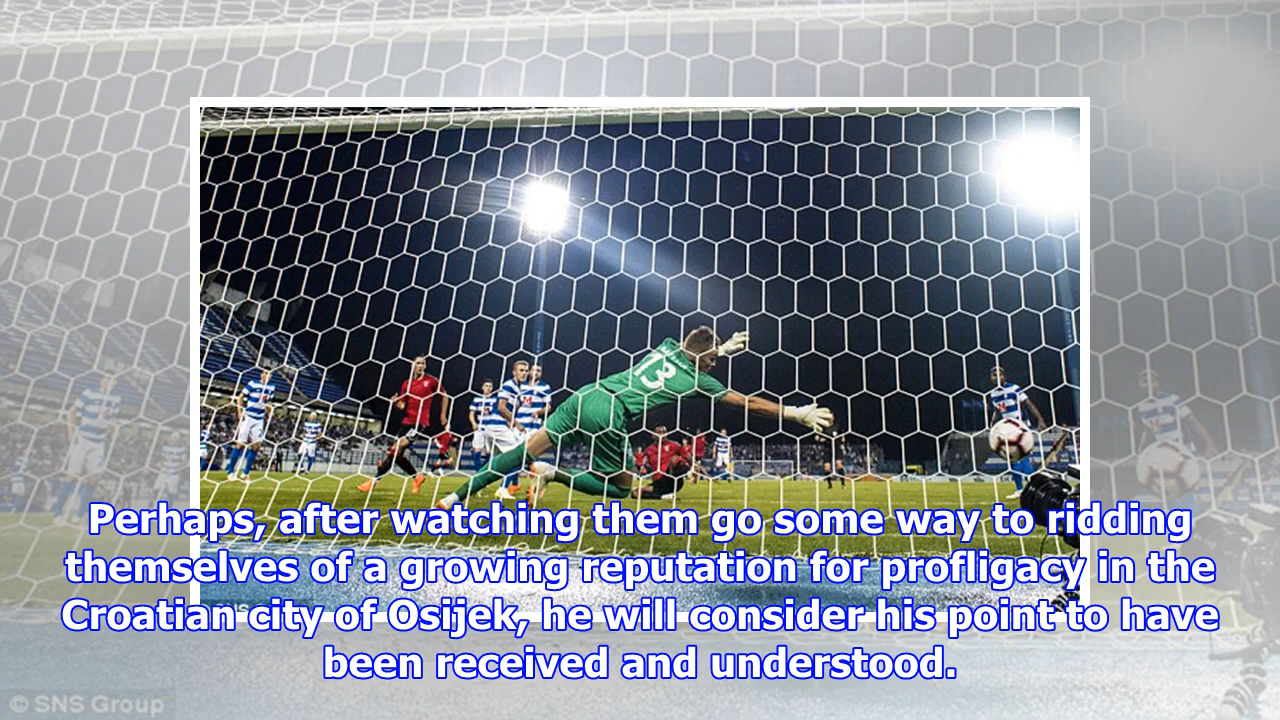 13
Perhaps, after watching them go some way to ridding
themselves of a growing reputation for profligacy in the
Croatian city of Osijek, he will consider his point to have
been received and understood.
© SNS Group